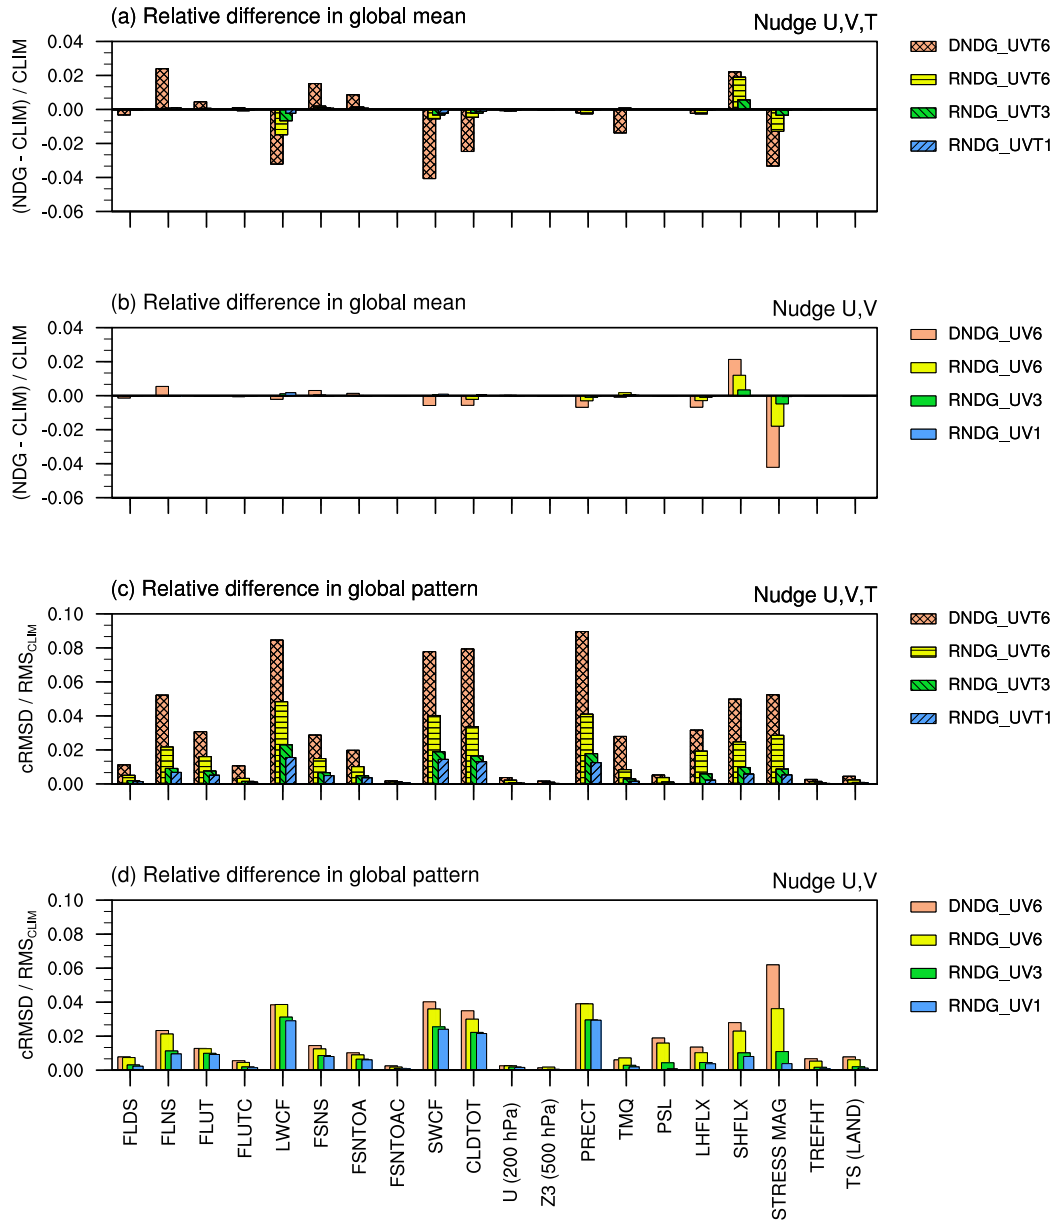 (a) Relative difference in global mean
Nudge U,V,T
(NDG - CLIM) / CLIM
0.04
0.02
0.00
-0.02
-0.04
-0.06
DNDG_UVT6
RNDG_UVT6
RNDG_UVT3
RNDG_UVT1
(b) Relative difference in global mean
Nudge U,V
(NDG - CLIM) / CLIM
0.04
0.02
0.00
-0.02
-0.04
-0.06
DNDG_UV6
RNDG_UV6
RNDG_UV3
RNDG_UV1
(c) Relative difference in global pattern
Nudge U,V,T
cRMSD / RMSCLIM
0.10
0.08
0.06
0.04
0.02
0.00
DNDG_UVT6
RNDG_UVT6
RNDG_UVT3
RNDG_UVT1
(d) Relative difference in global pattern
Nudge U,V
cRMSD / RMSCLIM
0.10
0.08
0.06
0.04
0.02
0.00
DNDG_UV6
RNDG_UV6
RNDG_UV3
RNDG_UV1
FLDS
FLNS
FLUT
FLUTC
LWCF
FSNS
FSNTOA
FSNTOAC
SWCF
CLDTOT
U (200 hPa)
Z3 (500 hPa)
PRECT
TMQ
PSL
LHFLX
SHFLX
STRESS MAG
TREFHT
TS (LAND)